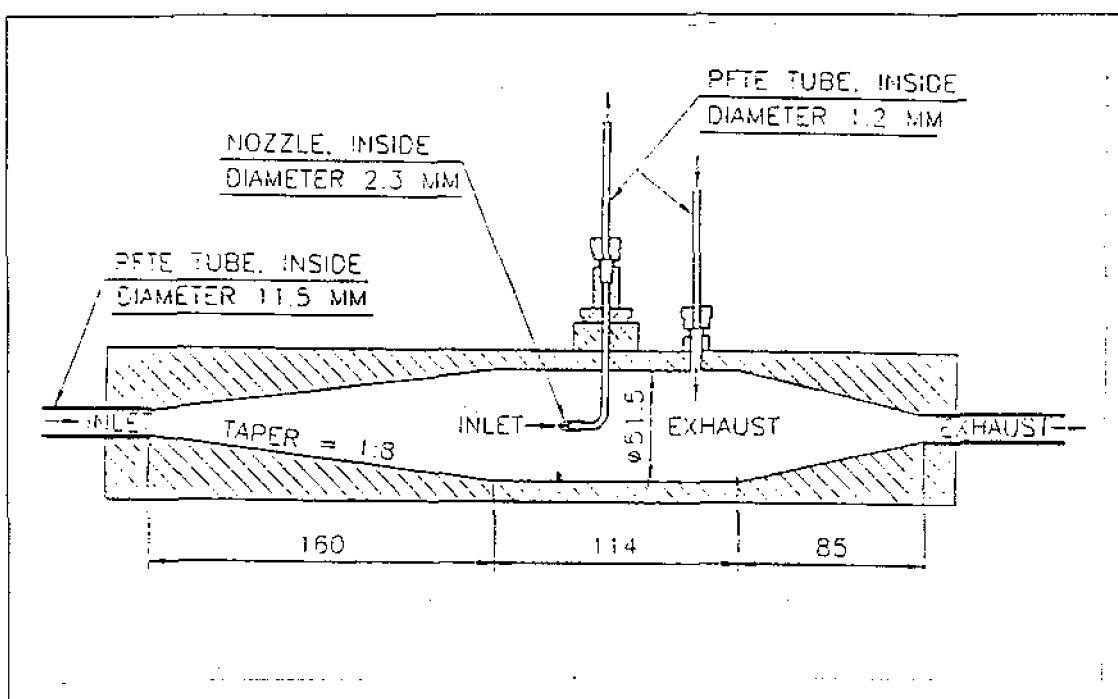 PFTE TUBE, INSIDE
DIAMETER 1.2 MM
NOZZLE, INSIDE
DIAMETER 2.3 MM
PFTE TUBE, INSIDE
DIAMETER 11.5 MM
INLET
TAPER = 1:8
INLET
ø51.5
EXHAUST
EXHAUST
160
114
85